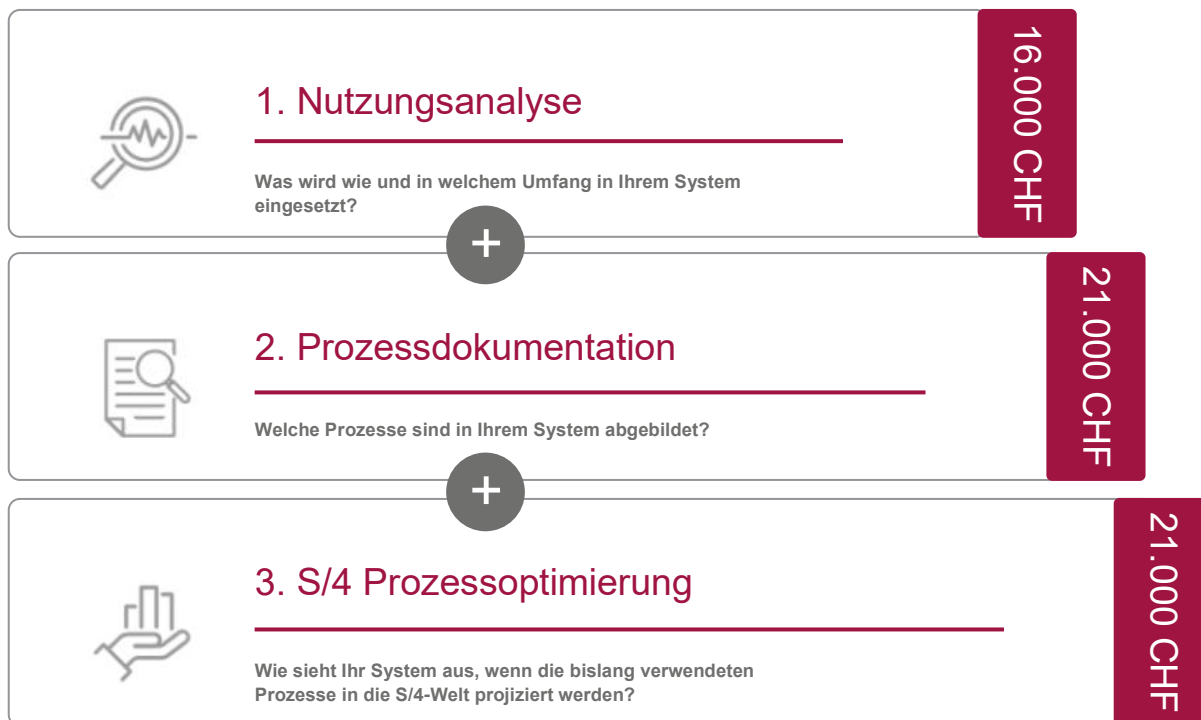 1. Nutzungsanalyse
Was wird wie und in welchem Umfang in Ihrem System
eingesetzt?
16.000 CHF
+
2. Prozessdokumentation
Welche Prozesse sind in Ihrem System abgebildet?
21.000 CHF
+
3. S/4 Prozessoptimierung
Wie sieht Ihr System aus, wenn die bislang verwendeten
Prozesse in die S/4-Welt projiziert werden?
21.000 CHF